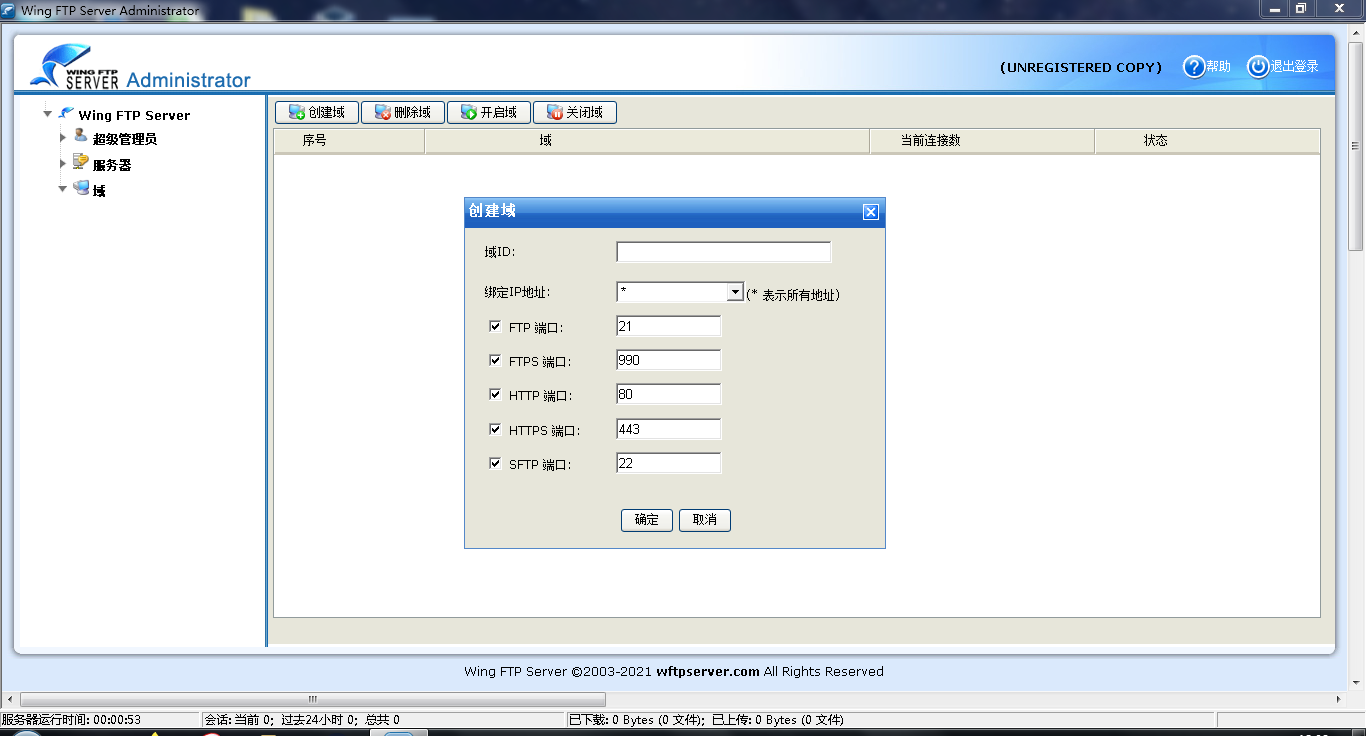 Wing FTP Server Administrator
WING FTP
SERVER Administrator
(UNREGISTERED COPY)
帮助
退出登录
Wing FTP Server
超级管理员
服务器
域
创建域 删除域 开启域 关闭域
序号 域 当前连接数 状态
创建域
域ID:
绑定IP地址: * (* 表示所有地址)
FTP 端口: 21
FTPS 端口: 990
HTTP 端口: 80
HTTPS 端口: 443
SFTP 端口: 22
确定 取消
Wing FTP Server ©2003-2021 wftpserver.com All Rights Reserved
服务器运行时间: 00:00:53 会话: 当前 0; 过去24小时 0; 总共 0 已下载: 0 Bytes (0 文件); 已上传: 0 Bytes (0 文件)